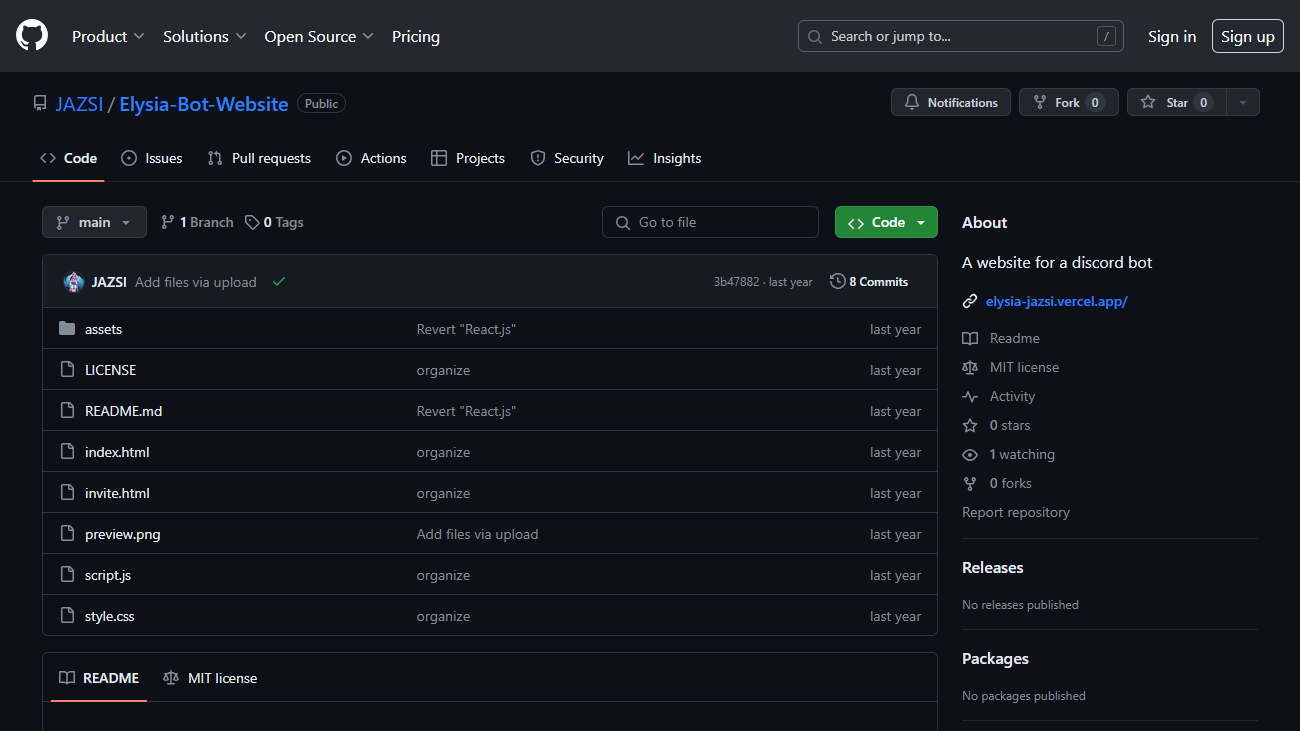 Product Solutions Open Source Pricing Search or jump to... / Sign in Sign up
JAZSI / Elysia-Bot-Website Public Notifications Fork 0 Star 0
Code Issues Pull requests Actions Projects Security Insights
main 1 Branch 0 Tags Go to file Code
JAZSI Add files via upload 3b47882 · last year 8 Commits
assets Revert "React.js" last year
LICENSE organize last year
README.md Revert "React.js" last year
index.html organize last year
invite.html organize last year
preview.png Add files via upload last year
script.js organize last year
style.css organize last year
README MIT license
About
A website for a discord bot
elysia-jazsi.vercel.app/
Readme
MIT license
Activity
0 stars
1 watching
0 forks
Report repository
Releases
No releases published
Packages
No packages published